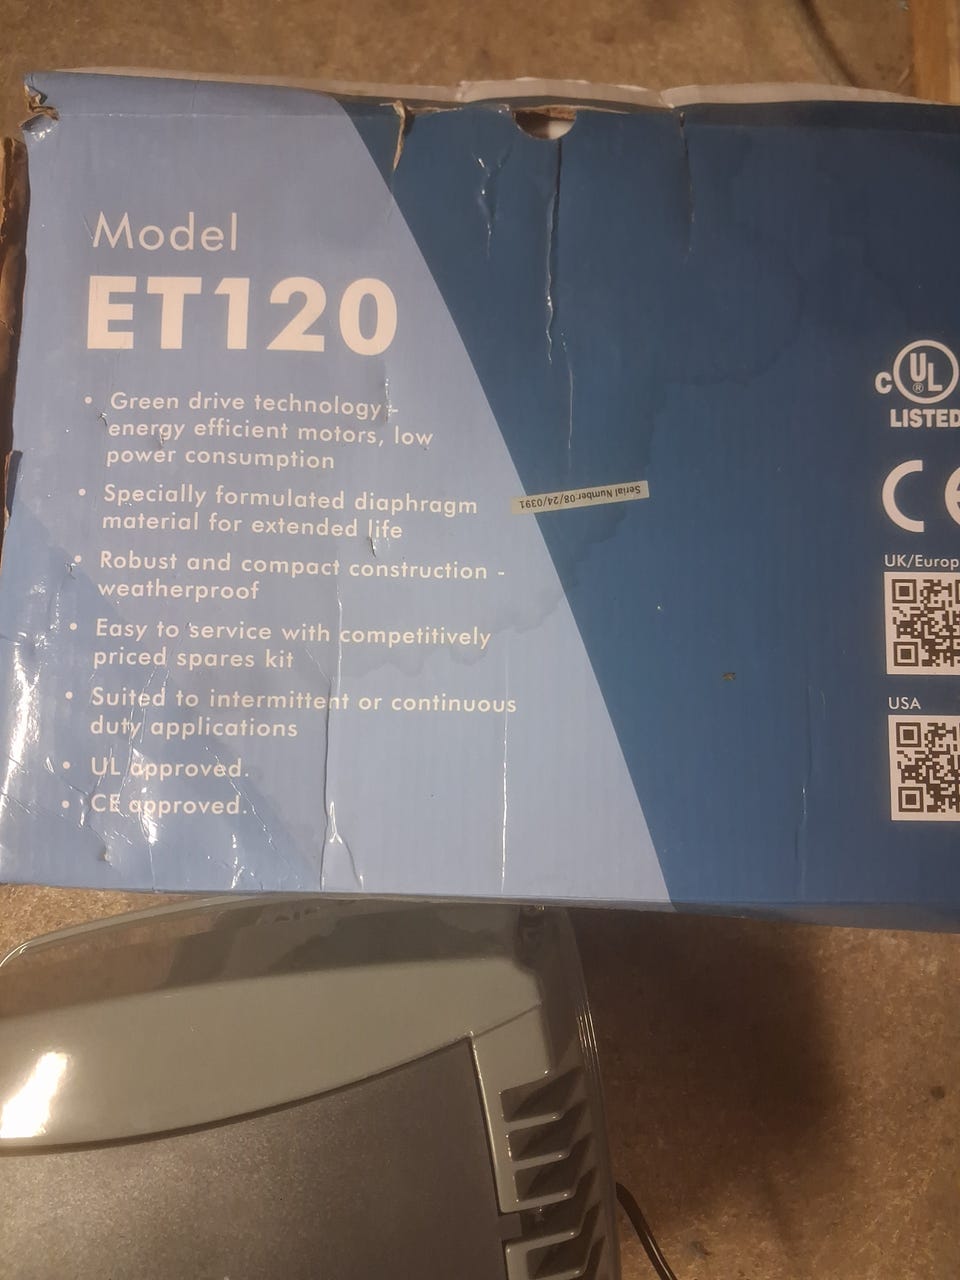 Model
ET120
• Green drive technology -
energy efficient motors, low
power consumption
• Specially formulated diaphragm
material for extended life
• Robust and compact construction -
weatherproof
• Easy to service with competitively
priced spares kit
• Suited to intermittent or continuous
duty applications
• UL approved.
• CE approved.
Serial Number:08/24/0391
C UL ®
LISTED
CE
UK/Europ
USA
AIR